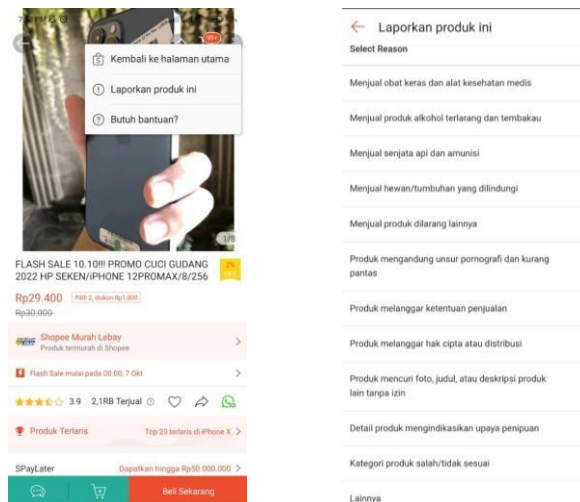 Kembali ke halaman utama
Laporkan produk ini
Butuh bantuan?
1/8
FLASH SALE 10.10!!! PROMO CUCI GUDANG
2022 HP SEKEN/iPHONE 12PROMAX/8/256
2%
OFF
Rp29.400
Pilih 2, diskon Rp1.000
Rp30.000
Shopee Murah Lebay
Produk termurah di Shopee
Flash Sale mulai pada 00:00, 7 Okt
3.9 2,1RB Terjual
Produk Terlaris Top 20 terlaris di iPhone X
SPayLater Dapatkan hingga Rp50.000.000
Beli Sekarang
Laporkan produk ini
Select Reason
Menjual obat keras dan alat kesehatan medis
Menjual produk alkohol terlarang dan tembakau
Menjual senjata api dan amunisi
Menjual hewan/tumbuhan yang dilindungi
Menjual produk dilarang lainnya
Produk mengandung unsur pornografi dan kurang
pantas
Produk melanggar ketentuan penjualan
Produk melanggar hak cipta atau distribusi
Produk mencuri foto, judul, atau deskripsi produk
lain tanpa izin
Detail produk mengindikasikan upaya penipuan
Kategori produk salah/tidak sesuai
Lainnya